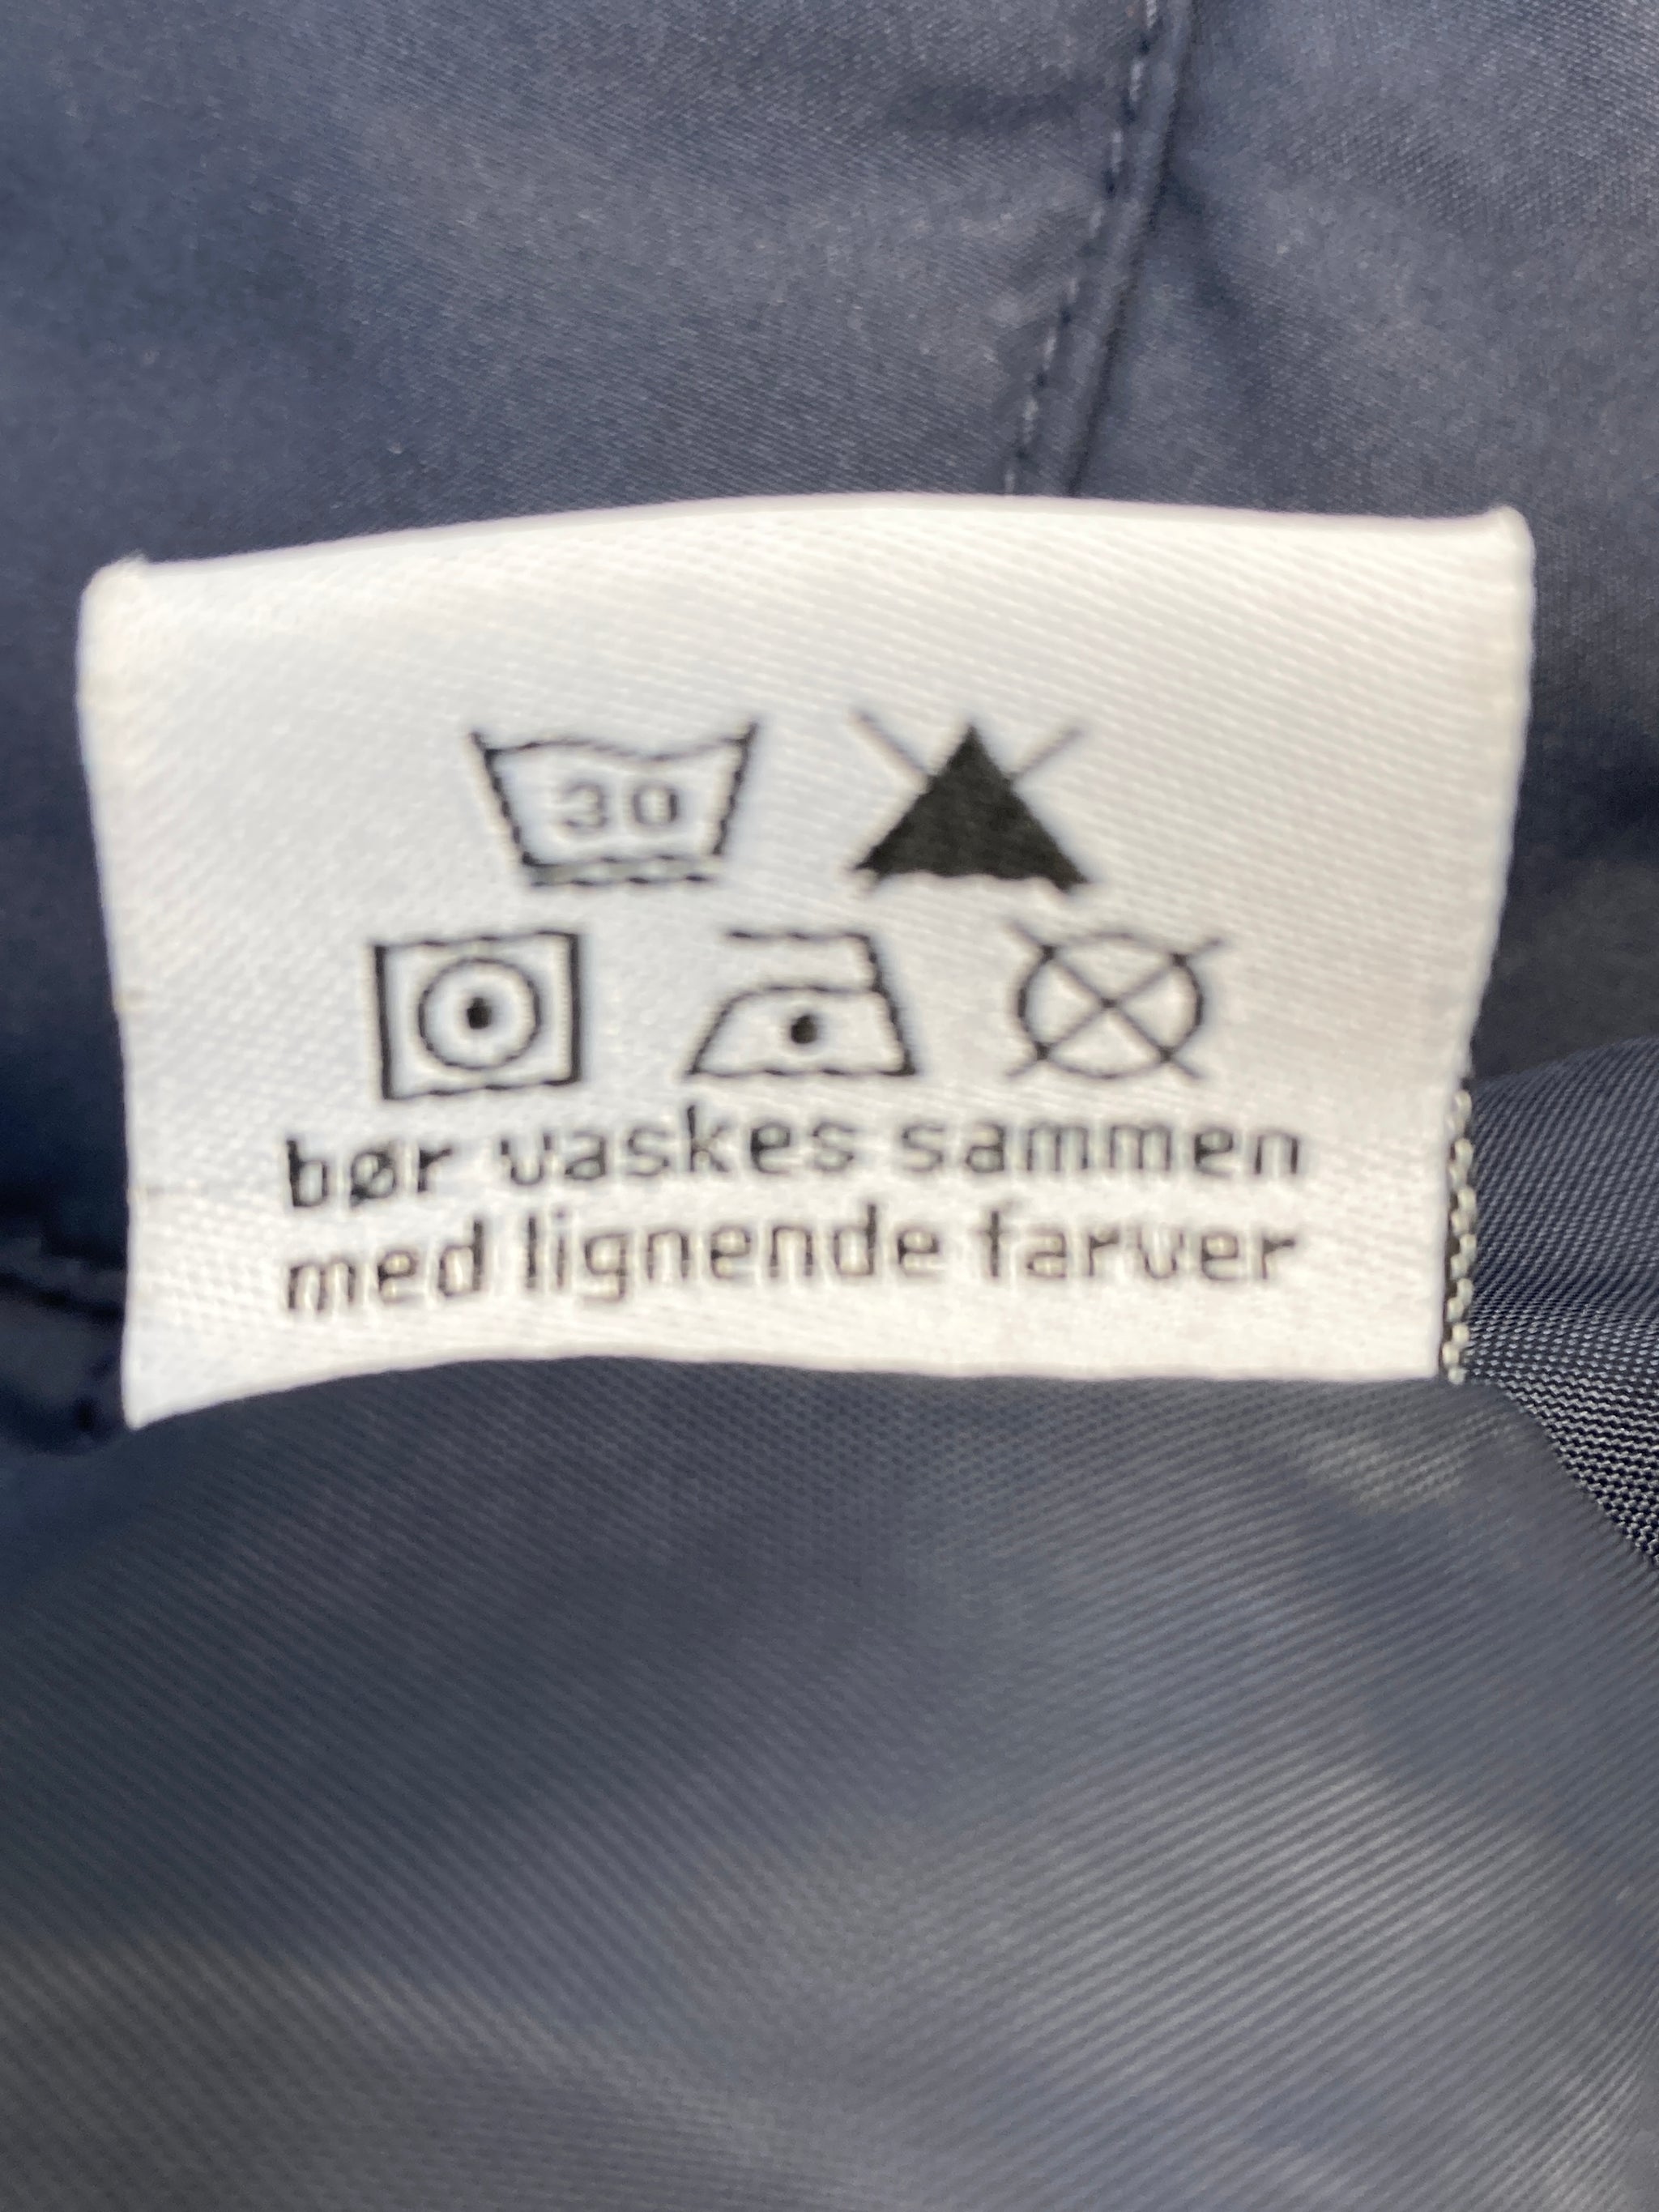 30
bør vaskes sammen
med lignende farver